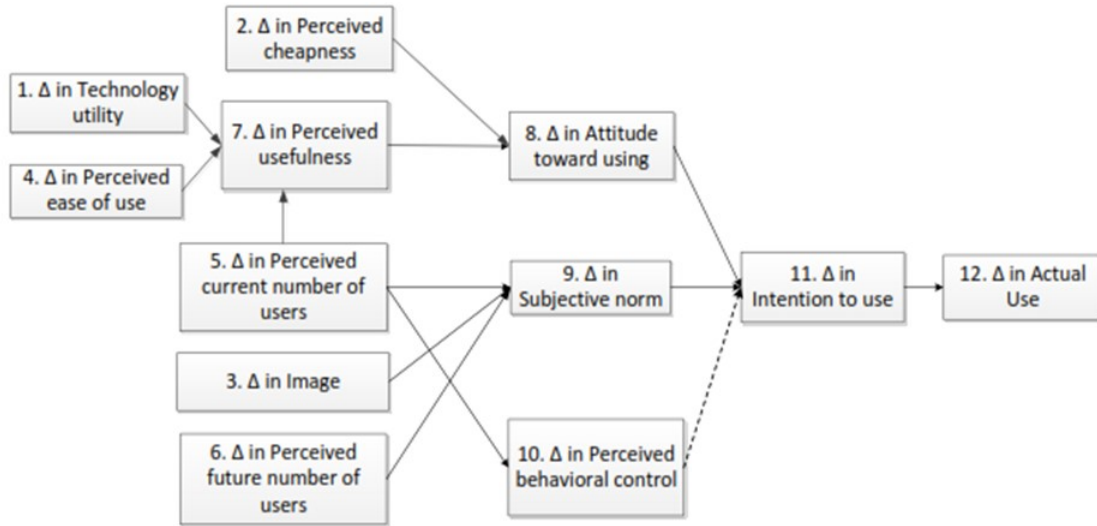 2. Δ in Perceived
cheapness
1. Δ in Technology
utility
7. Δ in Perceived
usefulness
8. Δ in Attitude
toward using
4. Δ in Perceived
ease of use
5. Δ in Perceived
current number of
users
9. Δ in
Subjective norm
11. Δ in
Intention to use
12. Δ in Actual
Use
3. Δ in Image
6. Δ in Perceived
future number of
users
10. Δ in Perceived
behavioral control